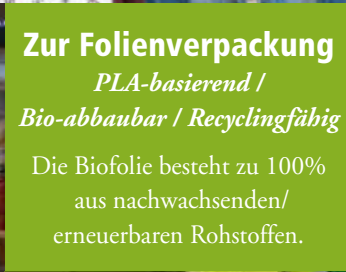 Zur Folienverpackung
PLA-basierend /
Bio-abbaubar / Recyclingfähig
Die Biofolie besteht zu 100%
aus nachwachsenden/
erneuerbaren Rohstoffen.